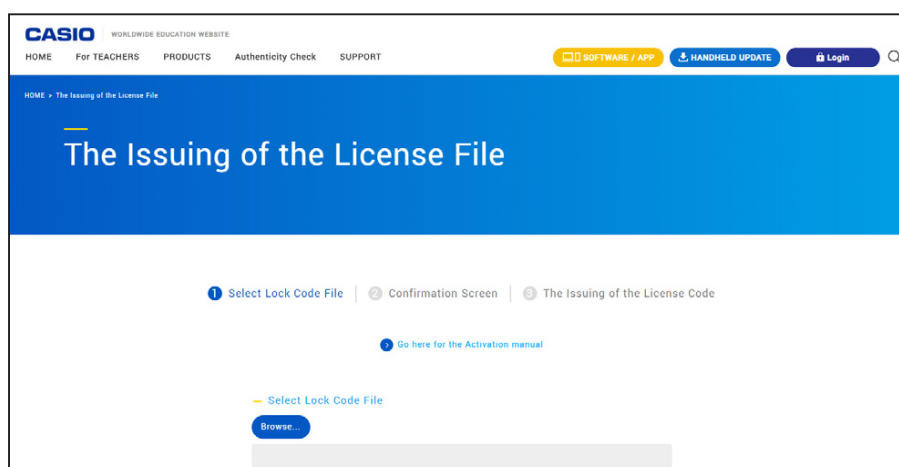 CASIO WORLDWIDE EDUCATION WEBSITE
HOME For TEACHERS PRODUCTS Authenticity Check SUPPORT SOFTWARE / APP HANDHELD UPDATE Login
HOME > The Issuing of the License File
The Issuing of the License File
1 Select Lock Code File 2 Confirmation Screen 3 The Issuing of the License Code
Go here for the Activation manual
Select Lock Code File
Browse...